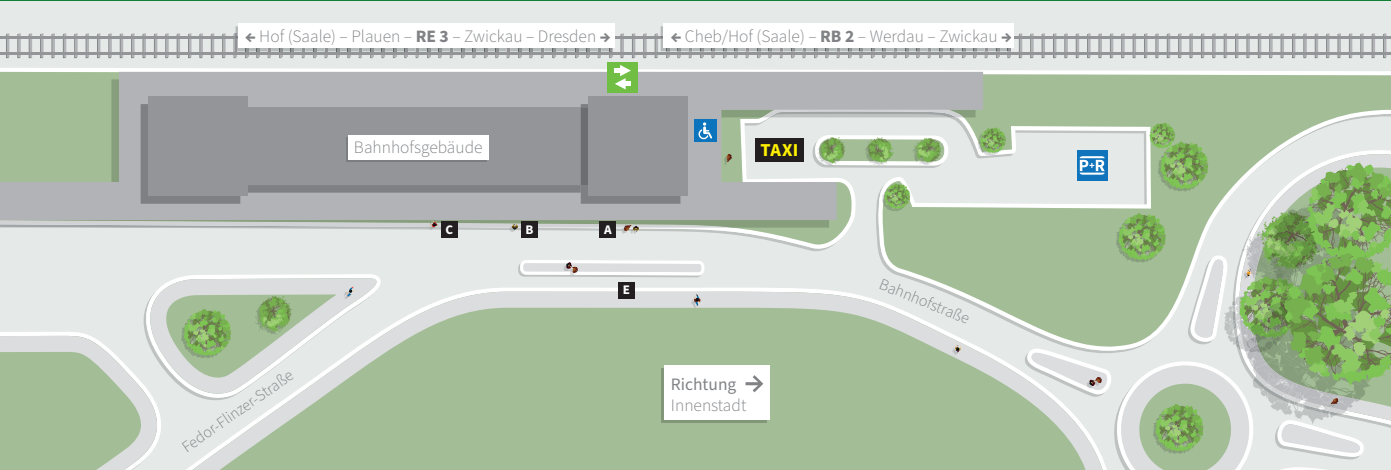 ← Hof (Saale) – Plauen – RE 3 – Zwickau – Dresden →
← Cheb/Hof (Saale) – RB 2 – Werdau – Zwickau →
Bahnhofsgebäude
TAXI
P+R
C
B
A
E
Bahnhofstraße
Fedor-Flinzer-Straße
Richtung →
Innenstadt